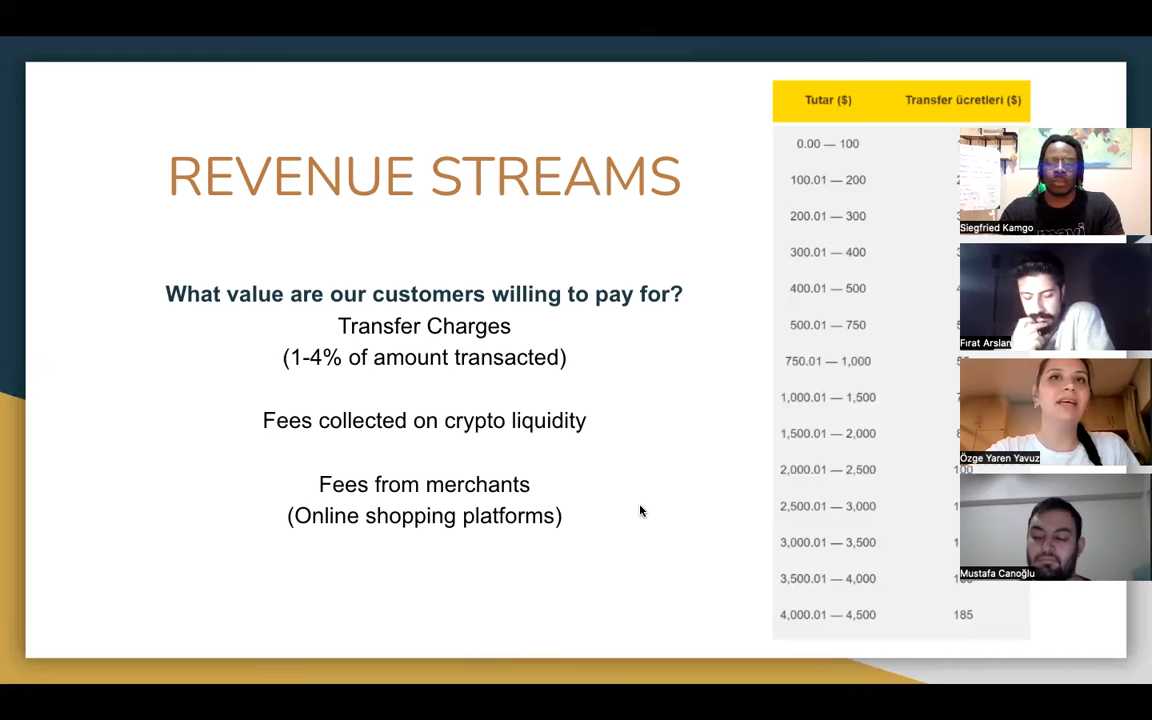 REVENUE STREAMS
What value are our customers willing to pay for?
Transfer Charges
(1-4% of amount transacted)
Fees collected on crypto liquidity
Fees from merchants
(Online shopping platforms)
Tutar ($) Transfer ücretleri ($)
0.00 — 100
100.01 — 200
200.01 — 300
300.01 — 400
400.01 — 500
500.01 — 750
750.01 — 1,000
1,000.01 — 1,500
1,500.01 — 2,000
2,000.01 — 2,500 100
2,500.01 — 3,000
3,000.01 — 3,500
3,500.01 — 4,000
4,000.01 — 4,500 185
Siegfried Kamgo
Fırat Arslan
Özge Yaren Yavuz
Mustafa Canoğlu